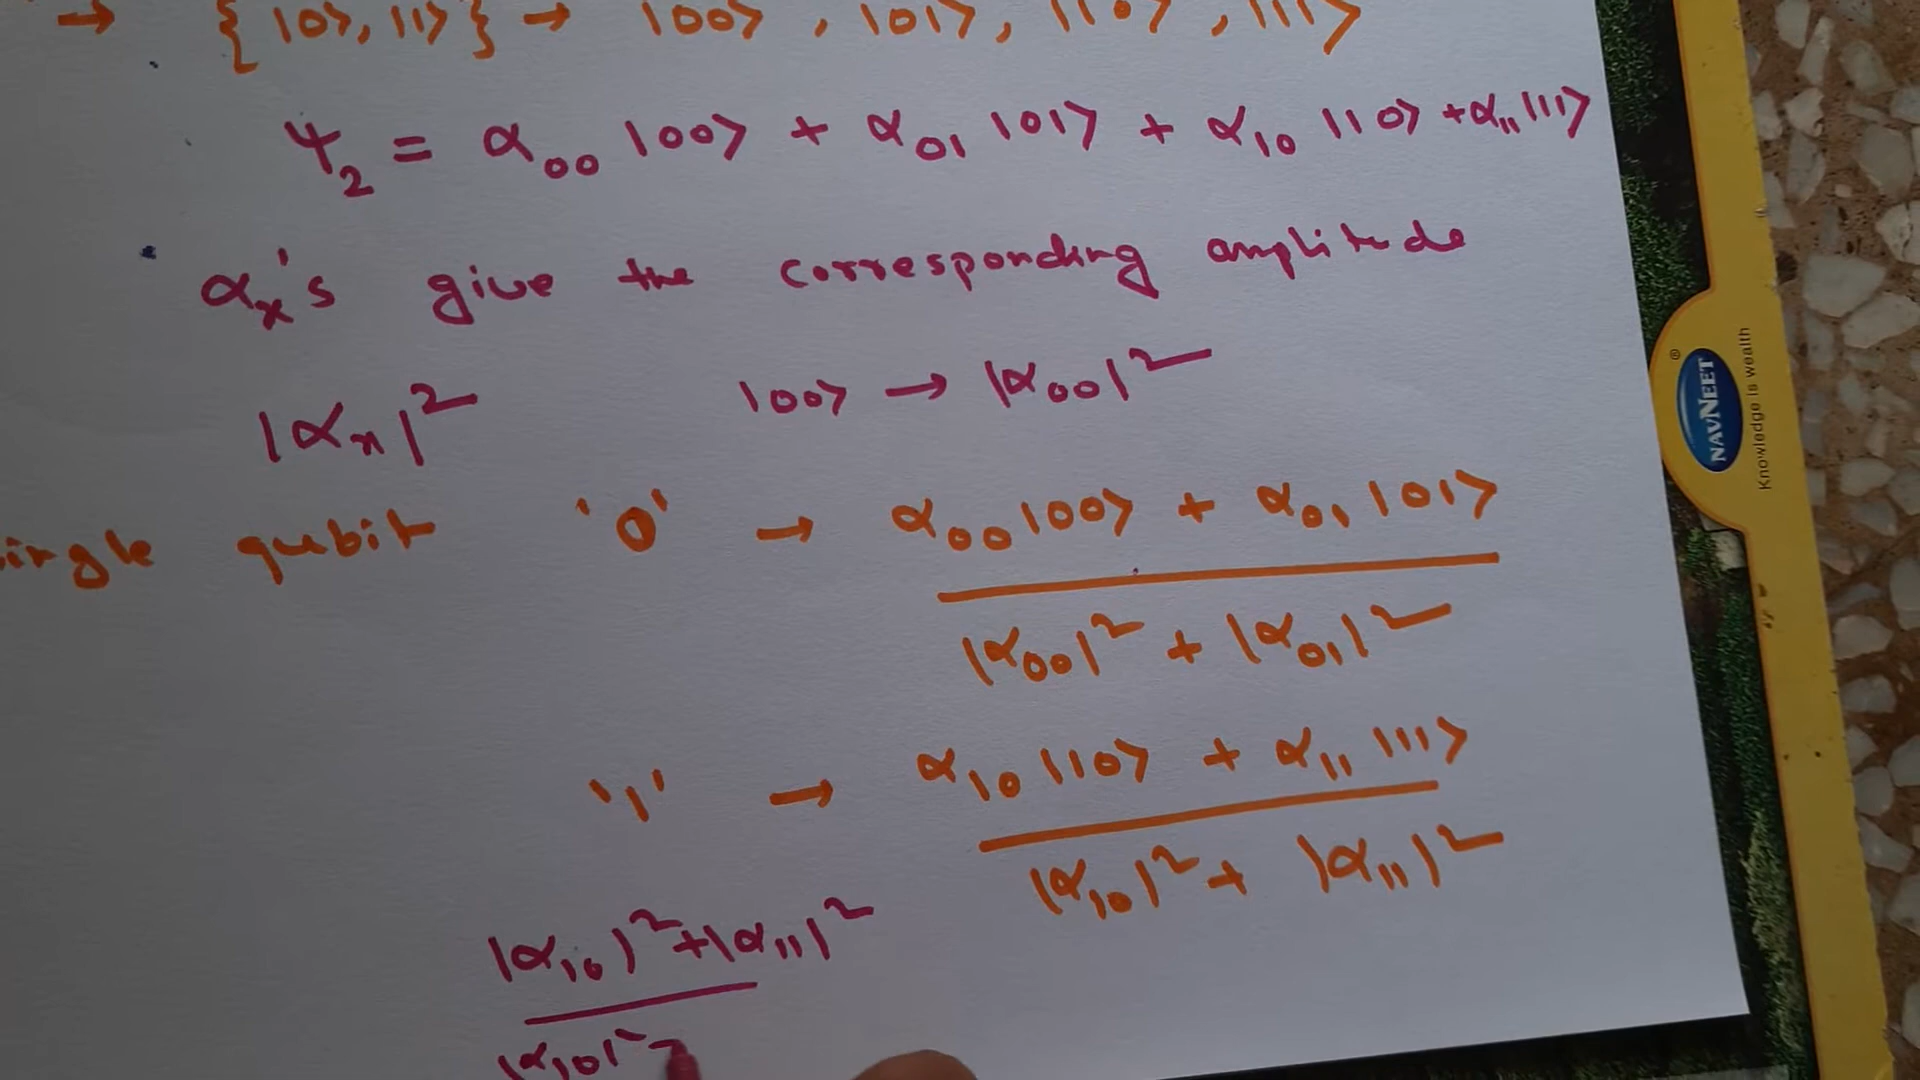 → {|0>, |1>} → |00>, |01>, |10>, |11>
Ψ₂ = α₀₀ |00> + α₀₁ |01> + α₁₀ |10> + α₁₁ |11>
αₓ's give the corresponding amplitude
|αₓ|² |00> → |α₀₀|²
qubit '0' → α₀₀|00> + α₀₁|01>
|α₀₀|² + |α₀₁|²
'1' → α₁₀|10> + α₁₁|11>
|α₁₀|² + |α₁₁|²
|α₁₀|² + |α₁₁|²
|α₁₀|²
NAVNEET ®
Knowledge is wealth